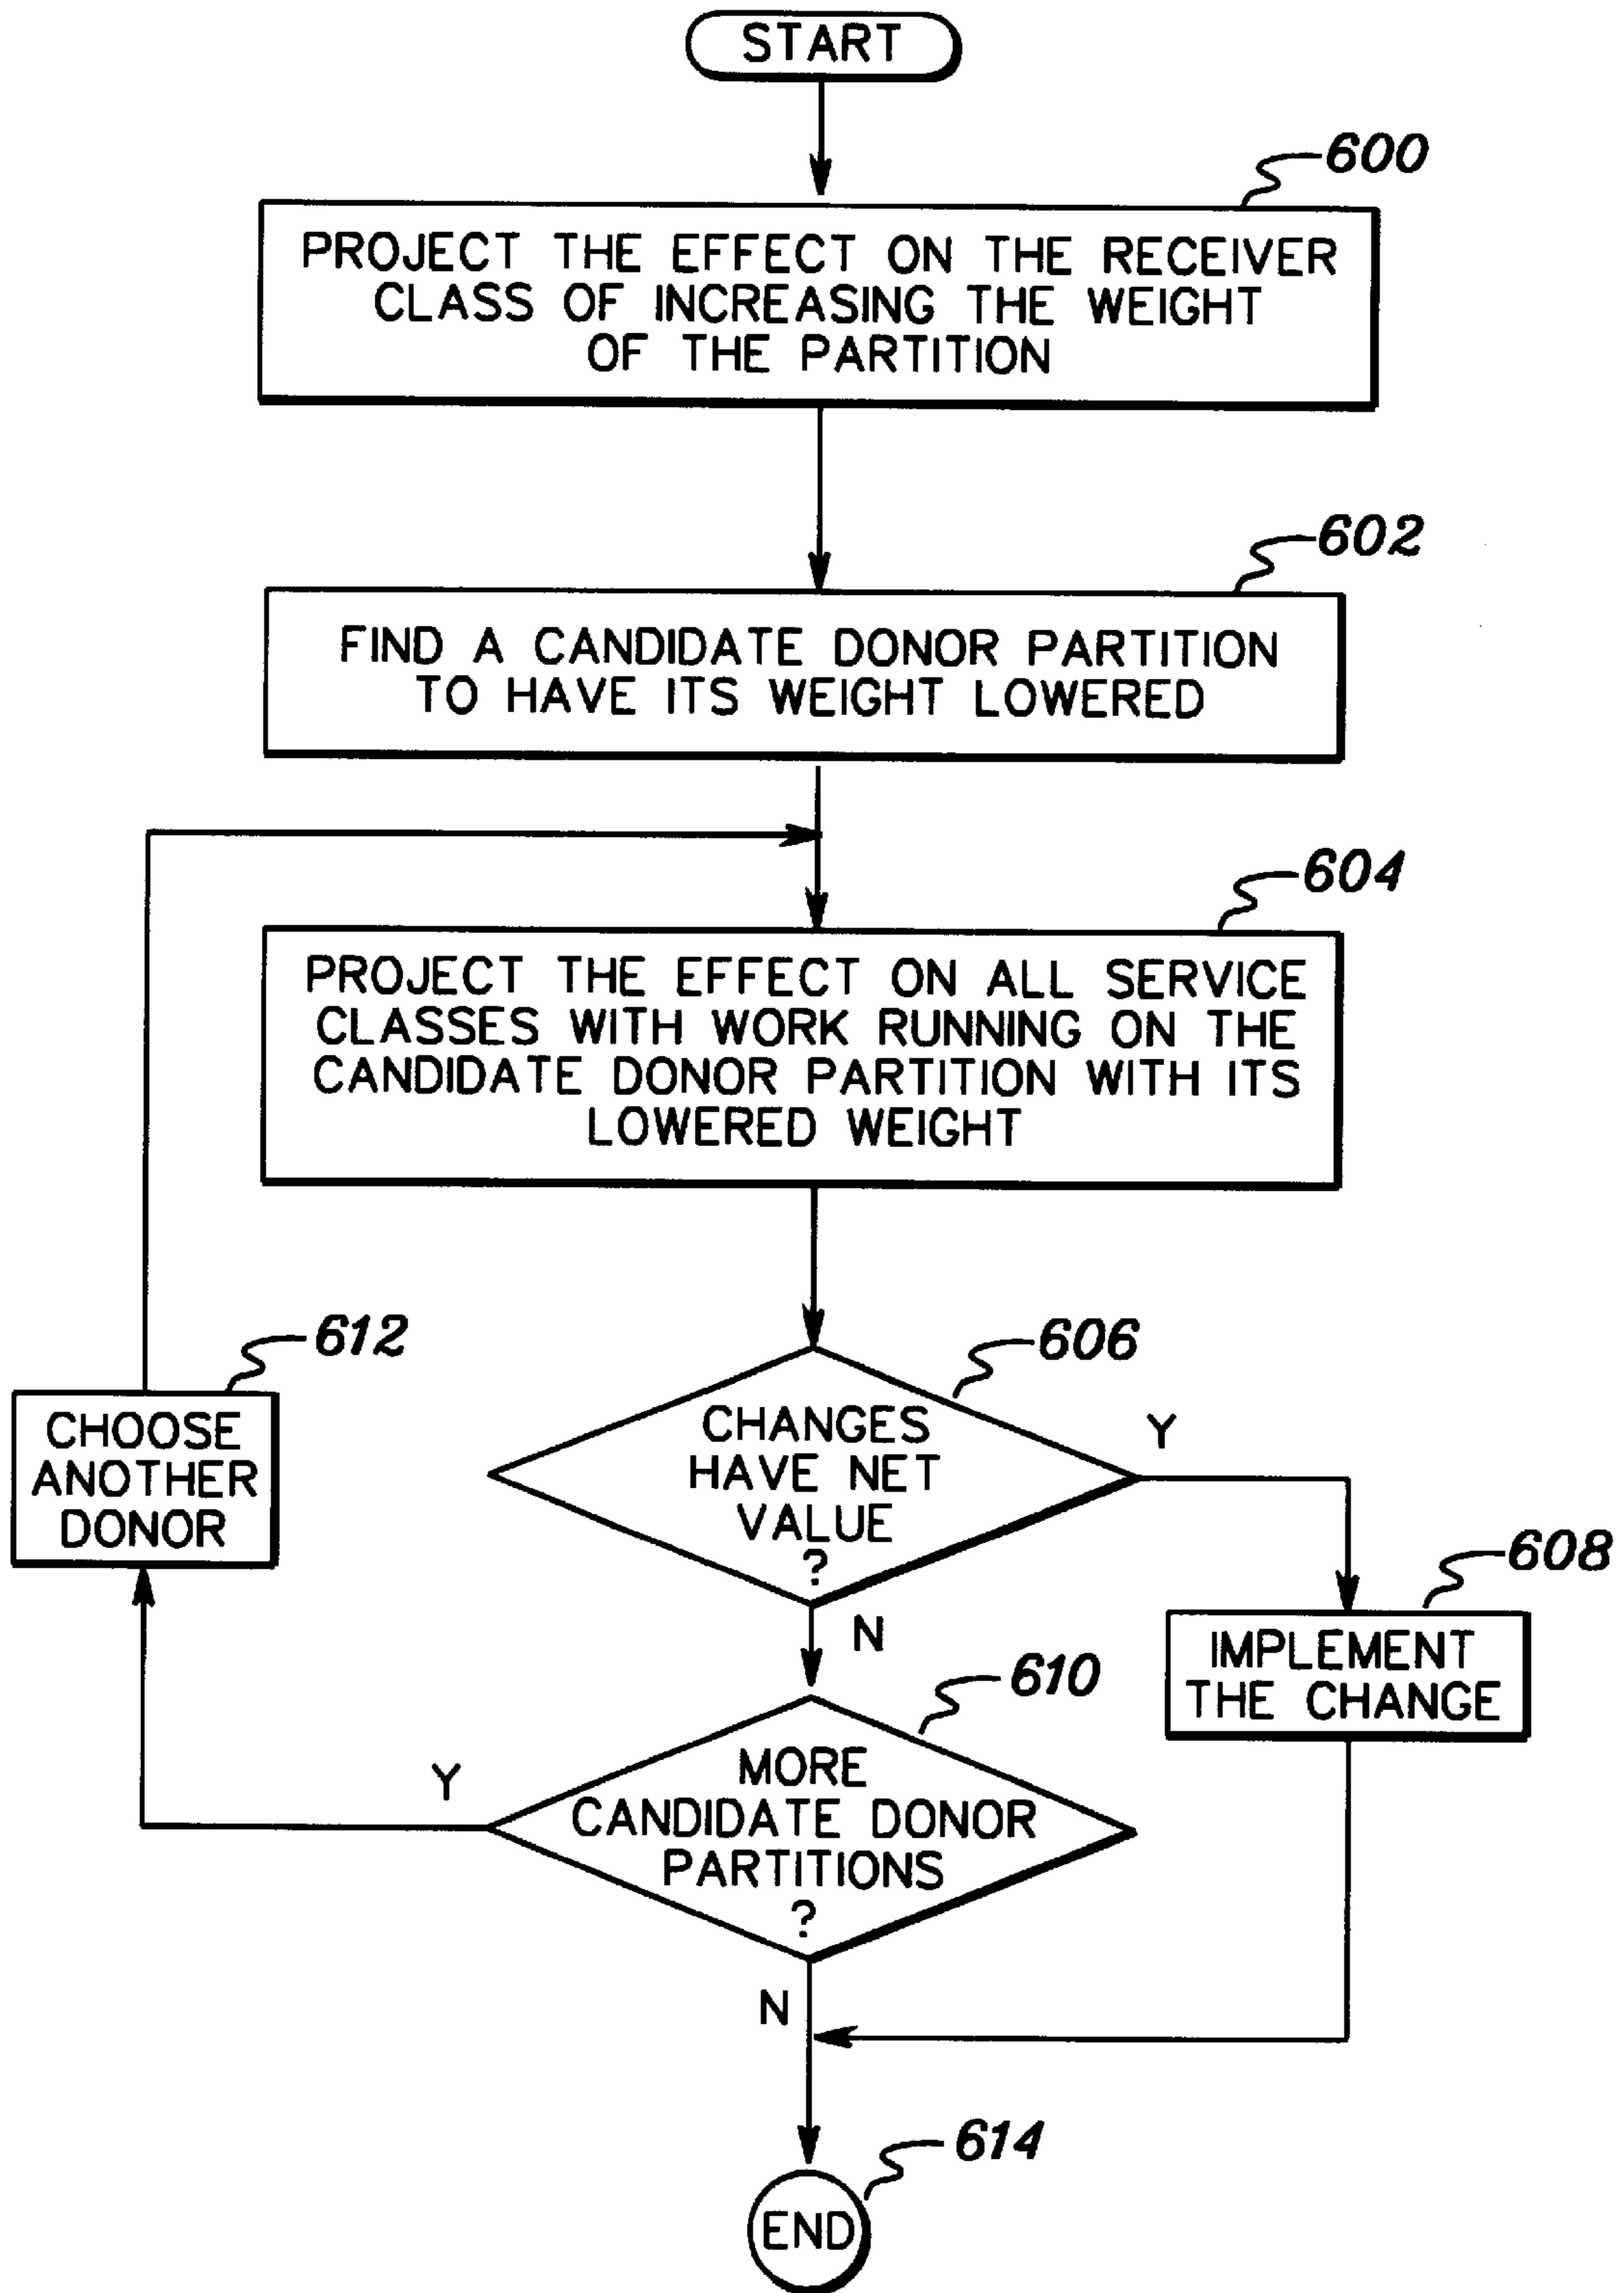 START
600
PROJECT THE EFFECT ON THE RECEIVER
CLASS OF INCREASING THE WEIGHT
OF THE PARTITION
602
FIND A CANDIDATE DONOR PARTITION
TO HAVE ITS WEIGHT LOWERED
604
PROJECT THE EFFECT ON ALL SERVICE
CLASSES WITH WORK RUNNING ON THE
CANDIDATE DONOR PARTITION WITH ITS
LOWERED WEIGHT
612
CHOOSE
ANOTHER
DONOR
606
CHANGES
HAVE NET
VALUE
?
Y
N
608
IMPLEMENT
THE CHANGE
610
MORE
CANDIDATE DONOR
PARTITIONS
?
Y
N
614
END